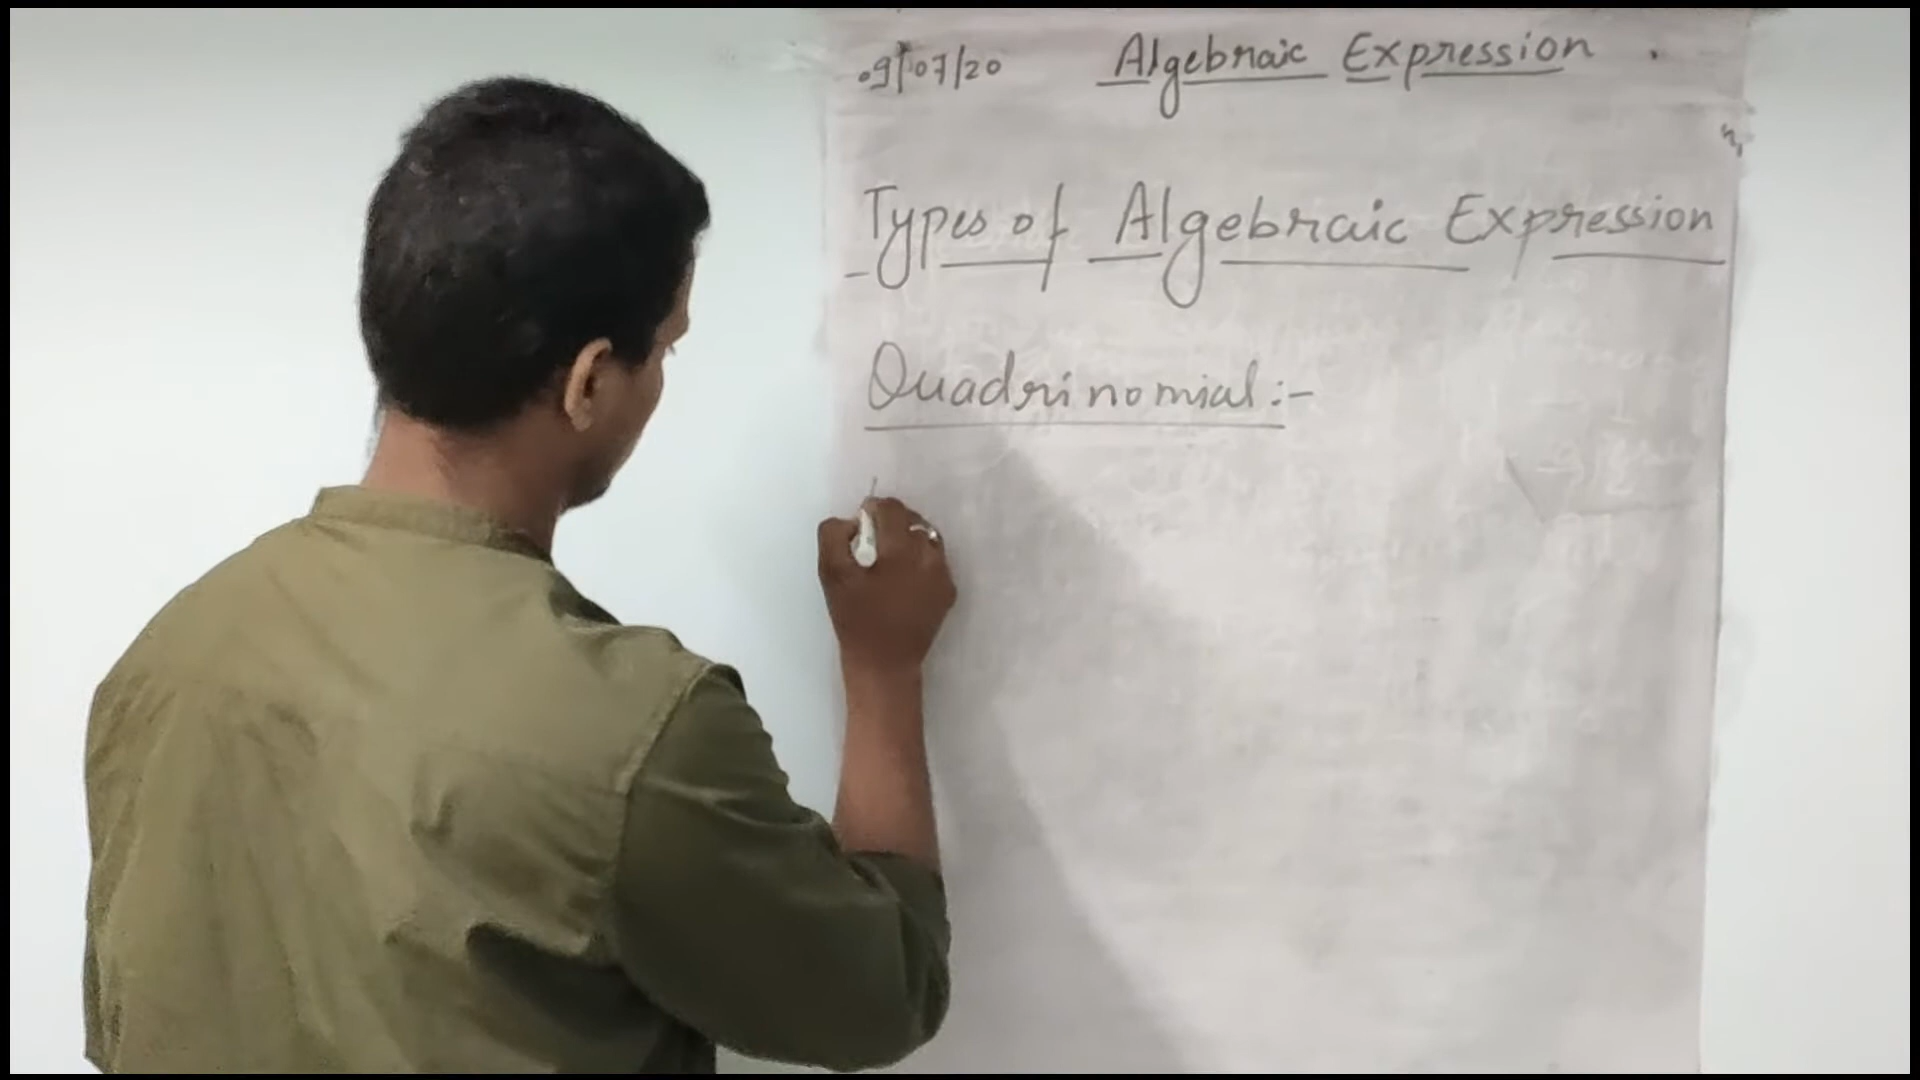 09/07/20 Algebraic Expression .
Types of Algebraic Expression
Quadrinomial:-